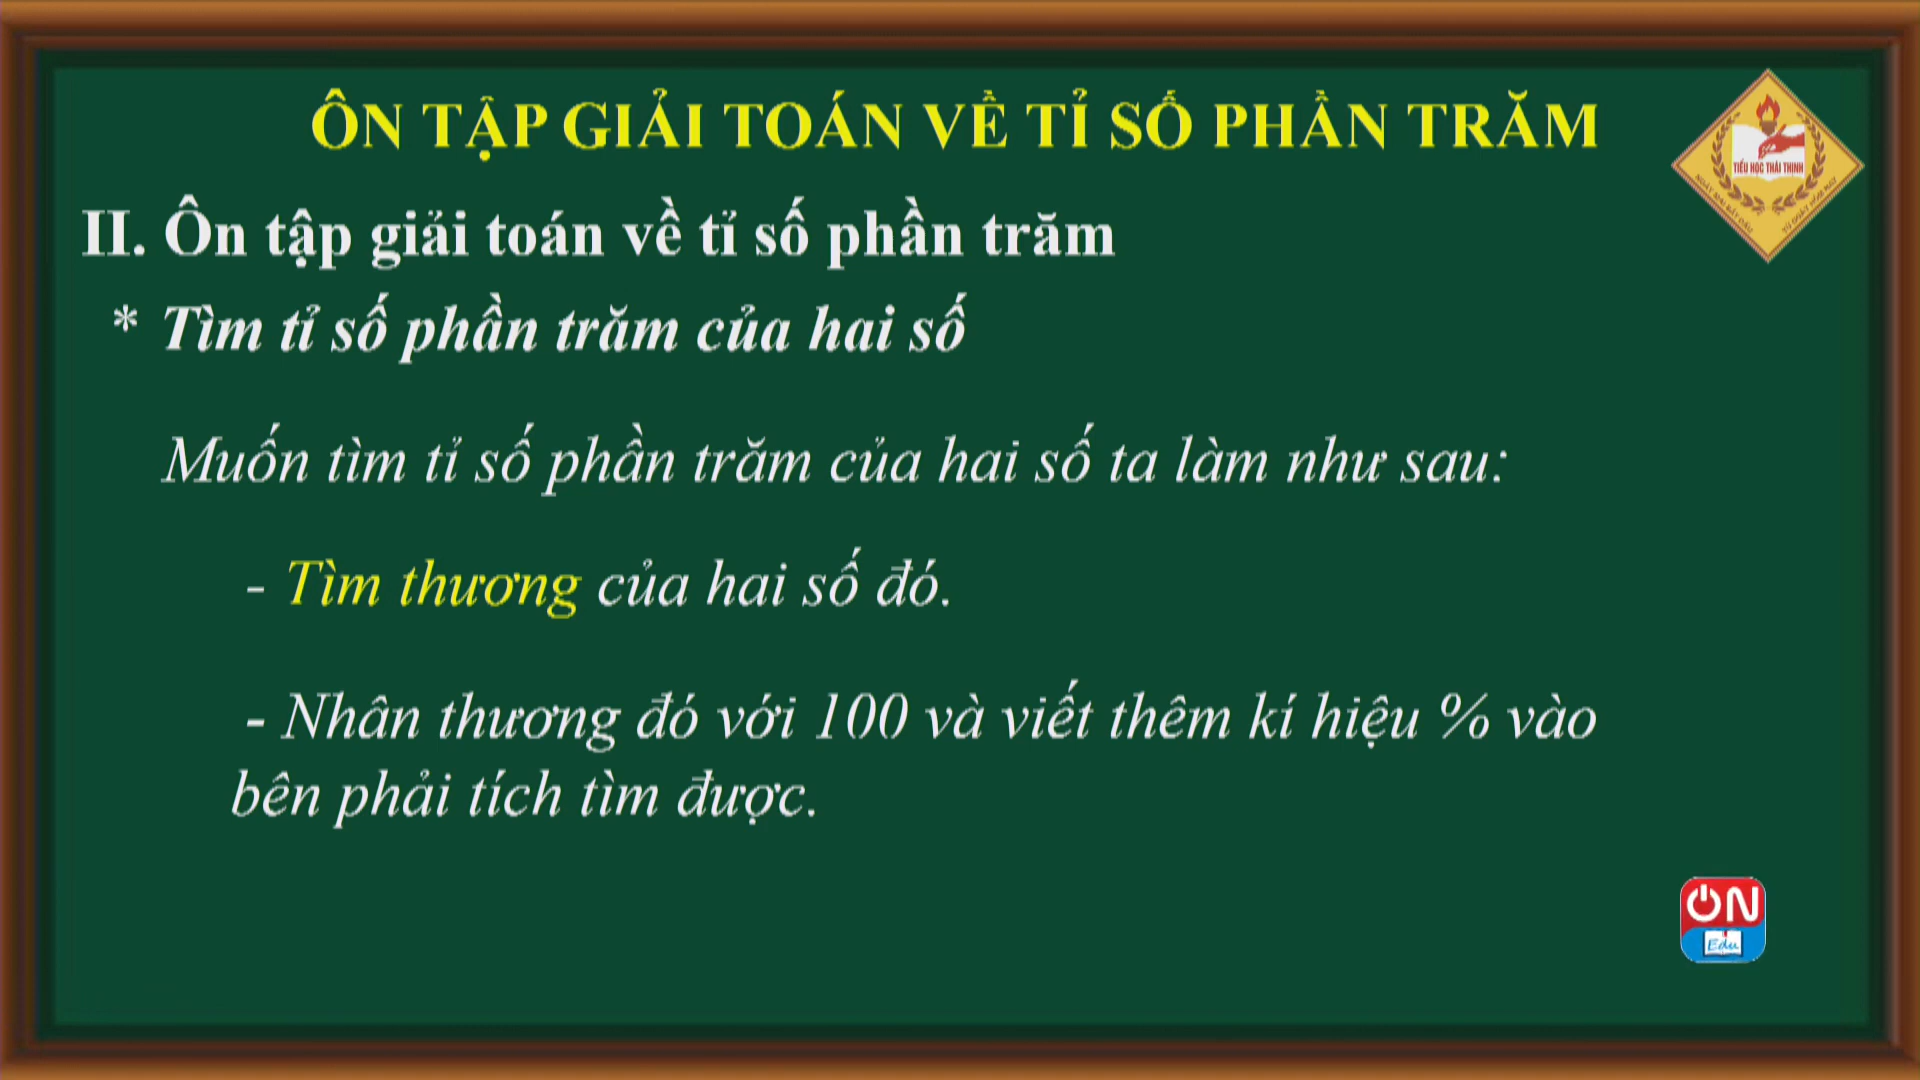 ÔN TẬP GIẢI TOÁN VỀ TỈ SỐ PHẦN TRĂM
TIỂU HỌC THÁI THỊNH
II. Ôn tập giải toán về tỉ số phần trăm
* Tìm tỉ số phần trăm của hai số
Muốn tìm tỉ số phần trăm của hai số ta làm như sau:
- Tìm thương của hai số đó.
- Nhân thương đó với 100 và viết thêm kí hiệu % vào
bên phải tích tìm được.
ON
Edu